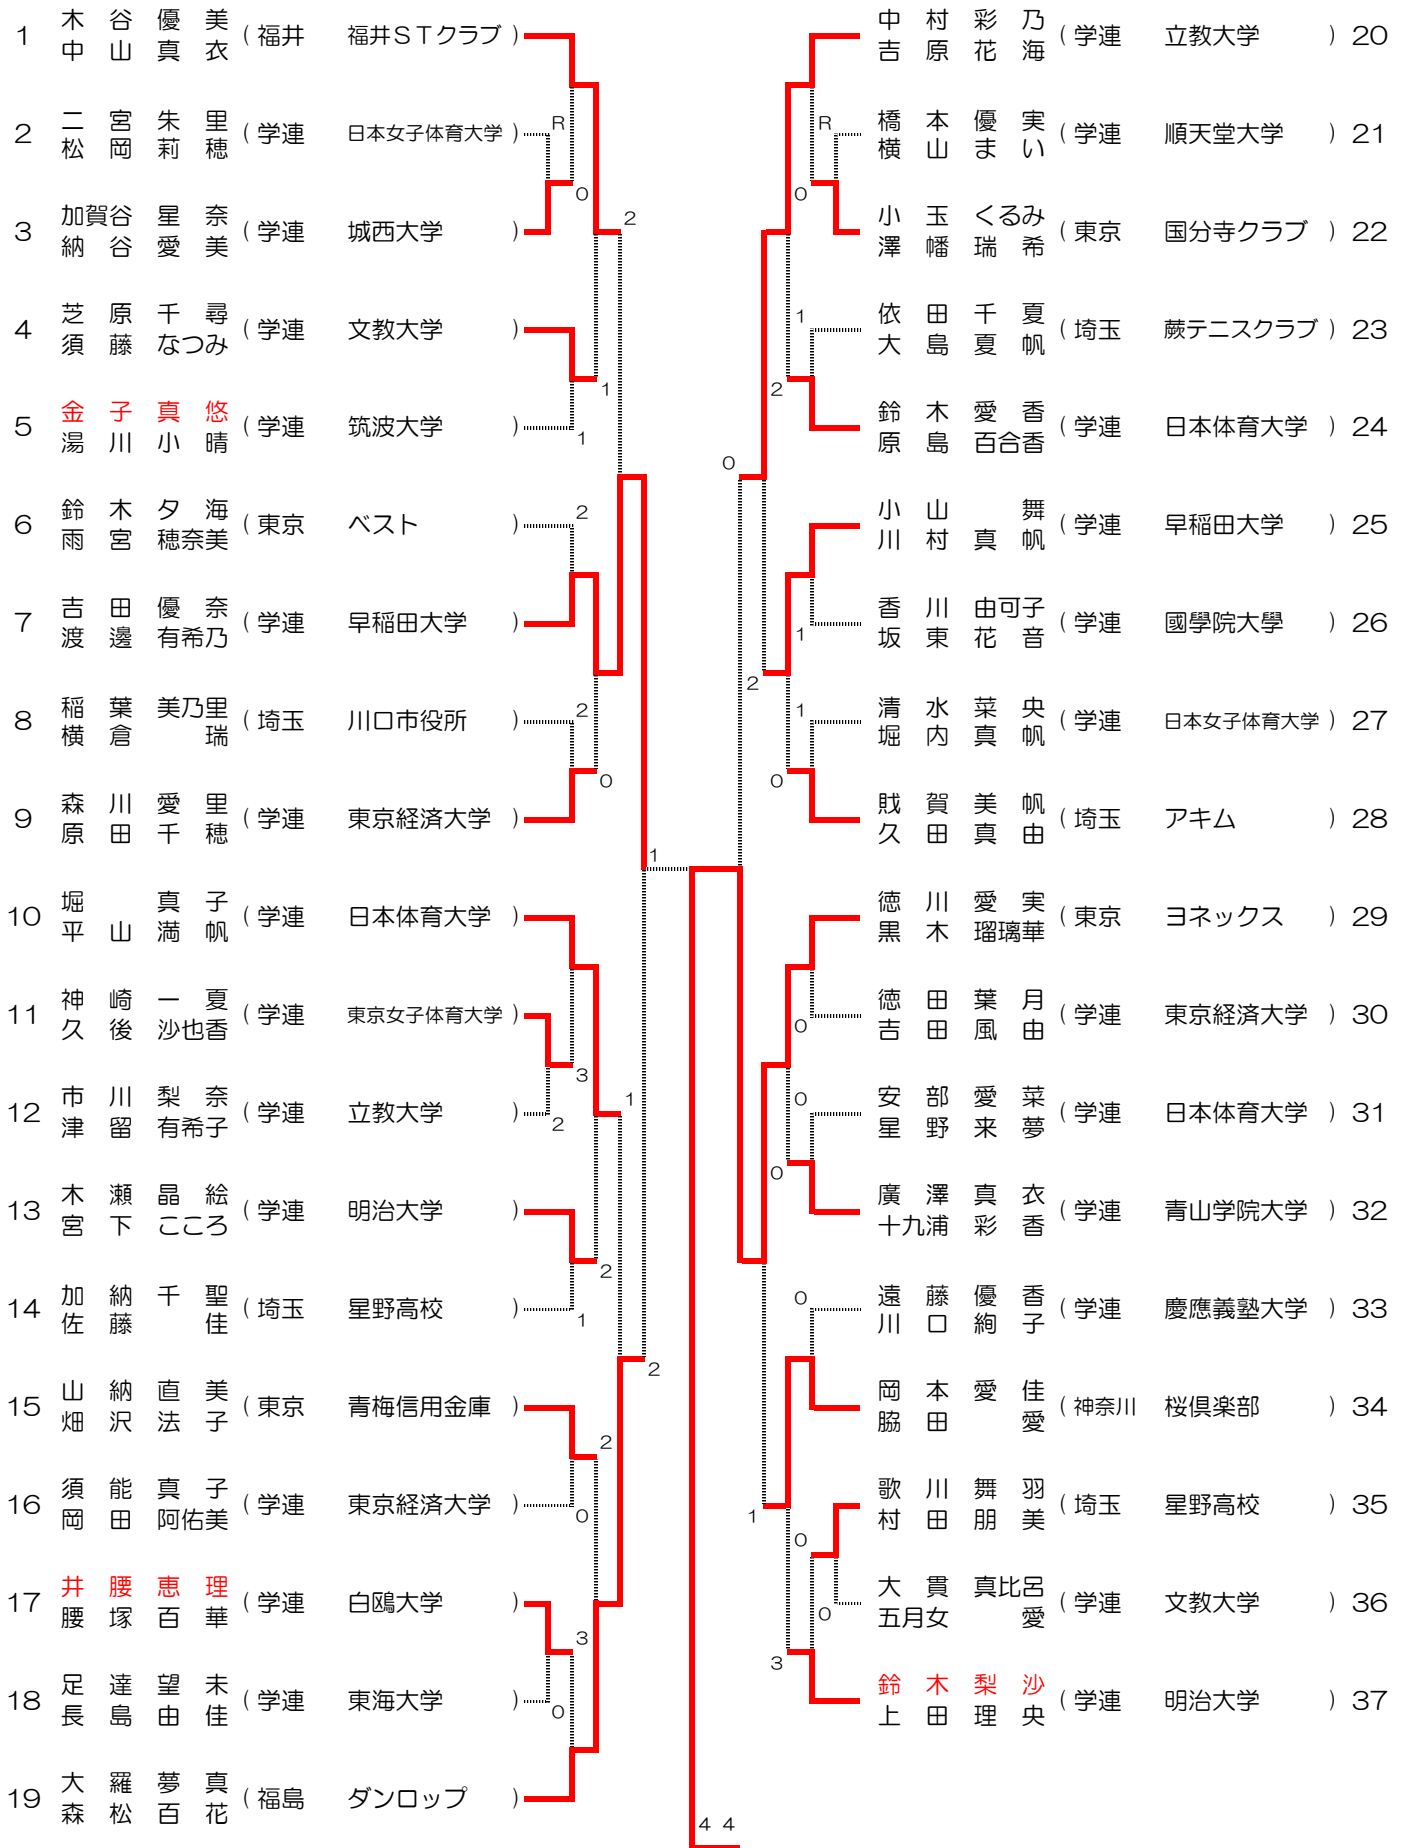 1 木谷優美 中山真衣 (福井 福井STクラブ)
2 二宮朱里 松岡莉穂 (学連 日本女子体育大学)
3 加賀谷星奈 納谷愛美 (学連 城西大学)
4 芝原千尋 須藤なつみ (学連 文教大学)
5 金子真悠 湯川小晴 (学連 筑波大学)
6 鈴木夕海 雨宮穂奈美 (東京 ベスト)
7 吉田優奈 渡邊有希乃 (学連 早稲田大学)
8 稲葉美乃里 横倉瑞 (埼玉 川口市役所)
9 森川愛里 原田千穂 (学連 東京経済大学)
10 堀真子 平山満帆 (学連 日本体育大学)
11 神崎一夏 久後沙也香 (学連 東京女子体育大学)
12 市川梨奈 津留有希子 (学連 立教大学)
13 木瀬晶絵 宮下こころ (学連 明治大学)
14 加納千聖 佐藤佳 (埼玉 星野高校)
15 山納直美 畑沢法子 (東京 青梅信用金庫)
16 須能真子 岡田阿佑美 (学連 東京経済大学)
17 井腰恵理 腰塚百華 (学連 白鴎大学)
18 足達望未 長島由佳 (学連 東海大学)
19 大羅夢真 森松百花 (福島 ダンロップ)
R
0
2
1
1
2
2
0
1
3
2
1
2
1
2
2
0
3
0
4 4
中村彩乃 吉原花海 (学連 立教大学) 20
橋本優実 横山まい (学連 順天堂大学) 21
小玉くるみ 澤幡瑞希 (東京 国分寺クラブ) 22
依田千夏 大島夏帆 (埼玉 蕨テニスクラブ) 23
鈴木愛香 原島百合香 (学連 日本体育大学) 24
小山舞 川村真帆 (学連 早稲田大学) 25
香川由可子 坂東花音 (学連 國學院大學) 26
清水菜央 堀内真帆 (学連 日本女子体育大学) 27
戝賀美帆 久田真由 (埼玉 アキム) 28
徳川愛実 黒木瑠璃華 (東京 ヨネックス) 29
徳田葉月 吉田風由 (学連 東京経済大学) 30
安部愛菜 星野来夢 (学連 日本体育大学) 31
廣澤真衣 十九浦彩香 (学連 青山学院大学) 32
遠藤優香 川口絢子 (学連 慶應義塾大学) 33
岡本愛佳 脇田愛 (神奈川 桜倶楽部) 34
歌川舞羽 村田朋美 (埼玉 星野高校) 35
大貫真比呂 五月女愛 (学連 文教大学) 36
鈴木梨沙 上田理央 (学連 明治大学) 37
R
0
1
2
0
1
2
1
0
0
0
0
0
1
0
0
3